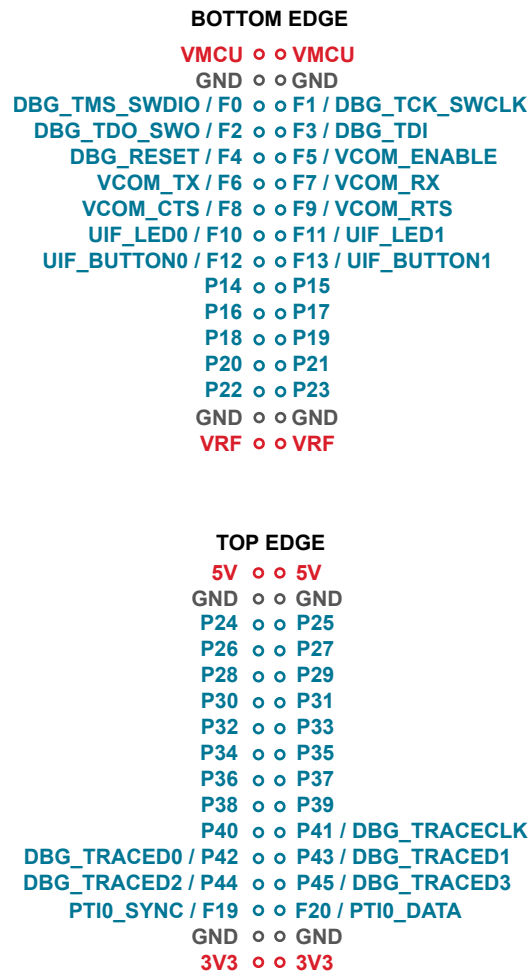 BOTTOM EDGE
VMCU VMCU
GND GND
DBG_TMS_SWDIO / F0 F1 / DBG_TCK_SWCLK
DBG_TDO_SWO / F2 F3 / DBG_TDI
DBG_RESET / F4 F5 / VCOM_ENABLE
VCOM_TX / F6 F7 / VCOM_RX
VCOM_CTS / F8 F9 / VCOM_RTS
UIF_LED0 / F10 F11 / UIF_LED1
UIF_BUTTON0 / F12 F13 / UIF_BUTTON1
P14 P15
P16 P17
P18 P19
P20 P21
P22 P23
GND GND
VRF VRF
TOP EDGE
5V 5V
GND GND
P24 P25
P26 P27
P28 P29
P30 P31
P32 P33
P34 P35
P36 P37
P38 P39
P40 P41 / DBG_TRACECLK
DBG_TRACED0 / P42 P43 / DBG_TRACED1
DBG_TRACED2 / P44 P45 / DBG_TRACED3
PTI0_SYNC / F19 F20 / PTI0_DATA
GND GND
3V3 3V3